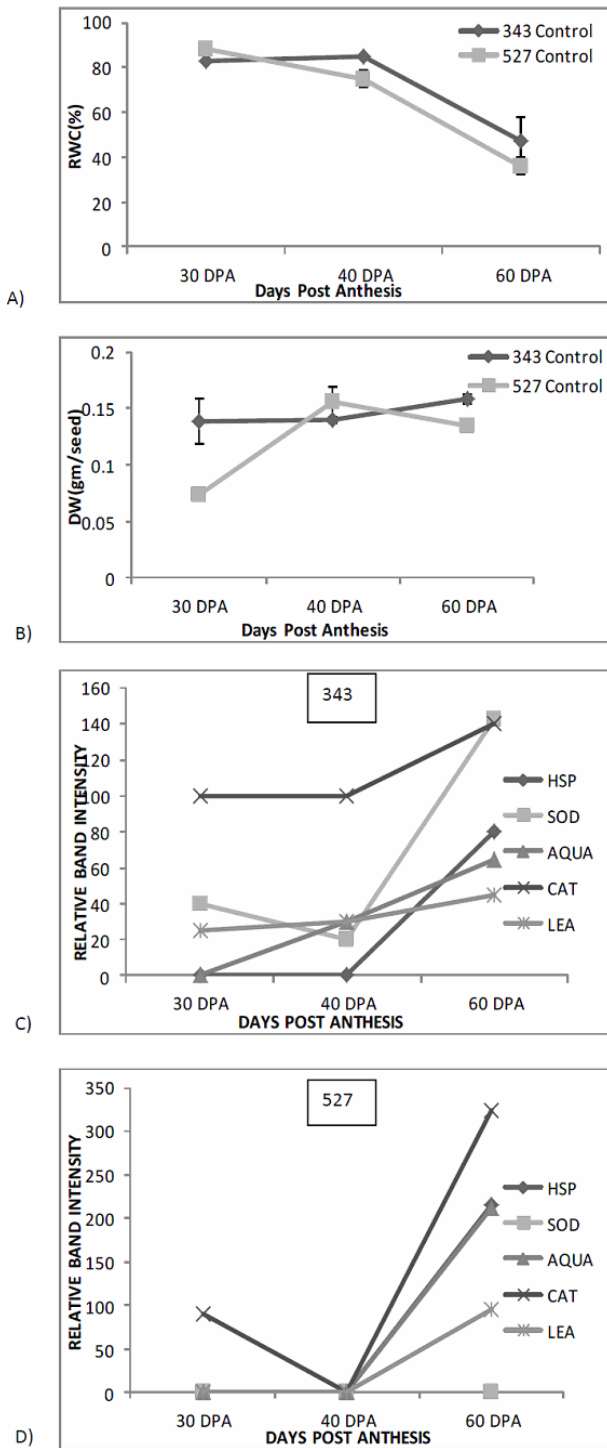 100
80
60
40
20
0
RWC(%)
343 Control
527 Control
30 DPA 40 DPA 60 DPA
Days Post Anthesis
A)
0.2
0.15
0.1
0.05
0
DW(gm/seed)
343 Control
527 Control
30 DPA 40 DPA 60 DPA
Days Post Anthesis
B)
343
160
140
120
100
80
60
40
20
0
RELATIVE BAND INTENSITY
HSP
SOD
AQUA
CAT
LEA
30 DPA 40 DPA 60 DPA
DAYS POST ANTHESIS
C)
527
350
300
250
200
150
100
50
0
RELATIVE BAND INTENSITY
HSP
SOD
AQUA
CAT
LEA
30 DPA 40 DPA 60 DPA
DAYS POST ANTHESIS
D)